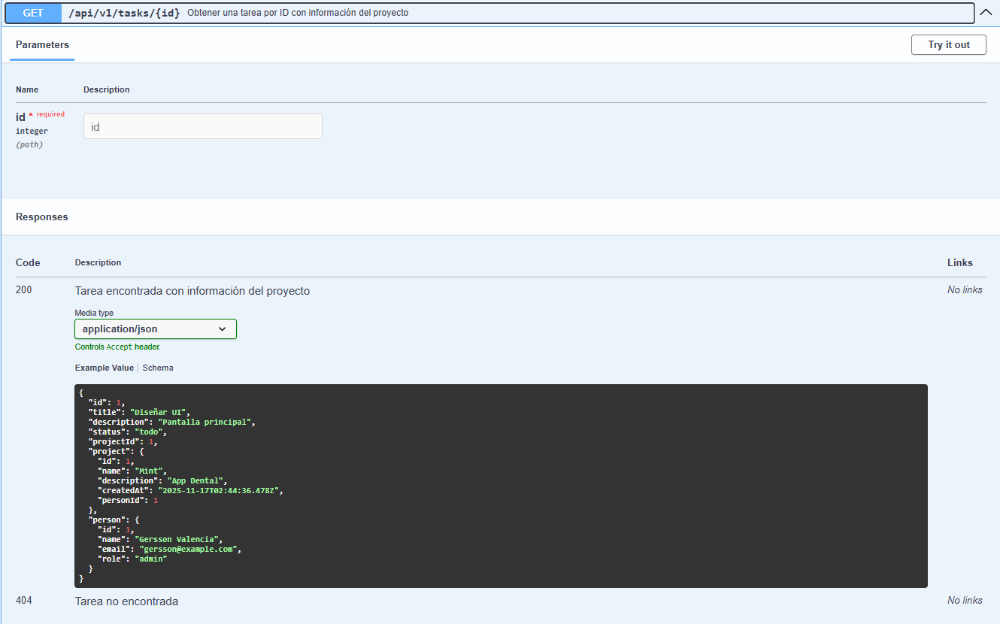 GET /api/v1/tasks/{id} Obtener una tarea por ID con información del proyecto
Parameters
Try it out
Name Description
id * required
integer
(path)
id
Responses
Code Description Links
200 Tarea encontrada con información del proyecto No links
Media type
application/json
Controls Accept header.
Example Value Schema
{
  "id": 1,
  "title": "Diseñar UI",
  "description": "Pantalla principal",
  "status": "todo",
  "projectId": 1,
  "project": {
    "id": 1,
    "name": "Mint",
    "description": "App Dental",
    "createdAt": "2025-11-17T02:44:36.478Z",
    "personId": 1
  },
  "person": {
    "id": 1,
    "name": "Gersson Valencia",
    "email": "gersson@example.com",
    "role": "admin"
  }
}
404 Tarea no encontrada No links